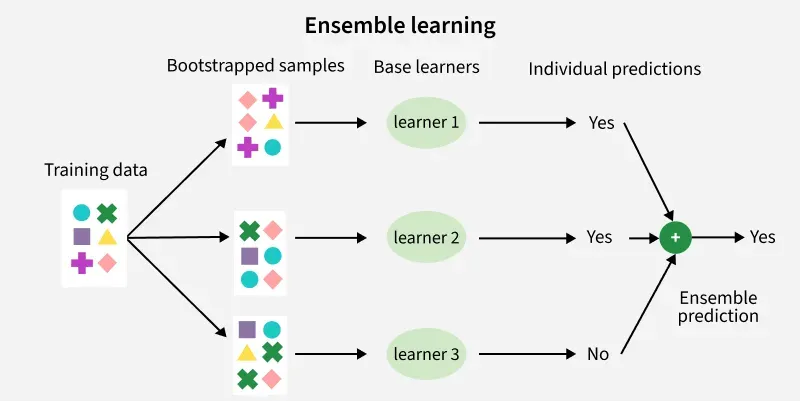 Ensemble learning
Bootstrapped samples
Base learners
Individual predictions
Training data
learner 1
Yes
learner 2
Yes
+
Yes
Ensemble
prediction
learner 3
No